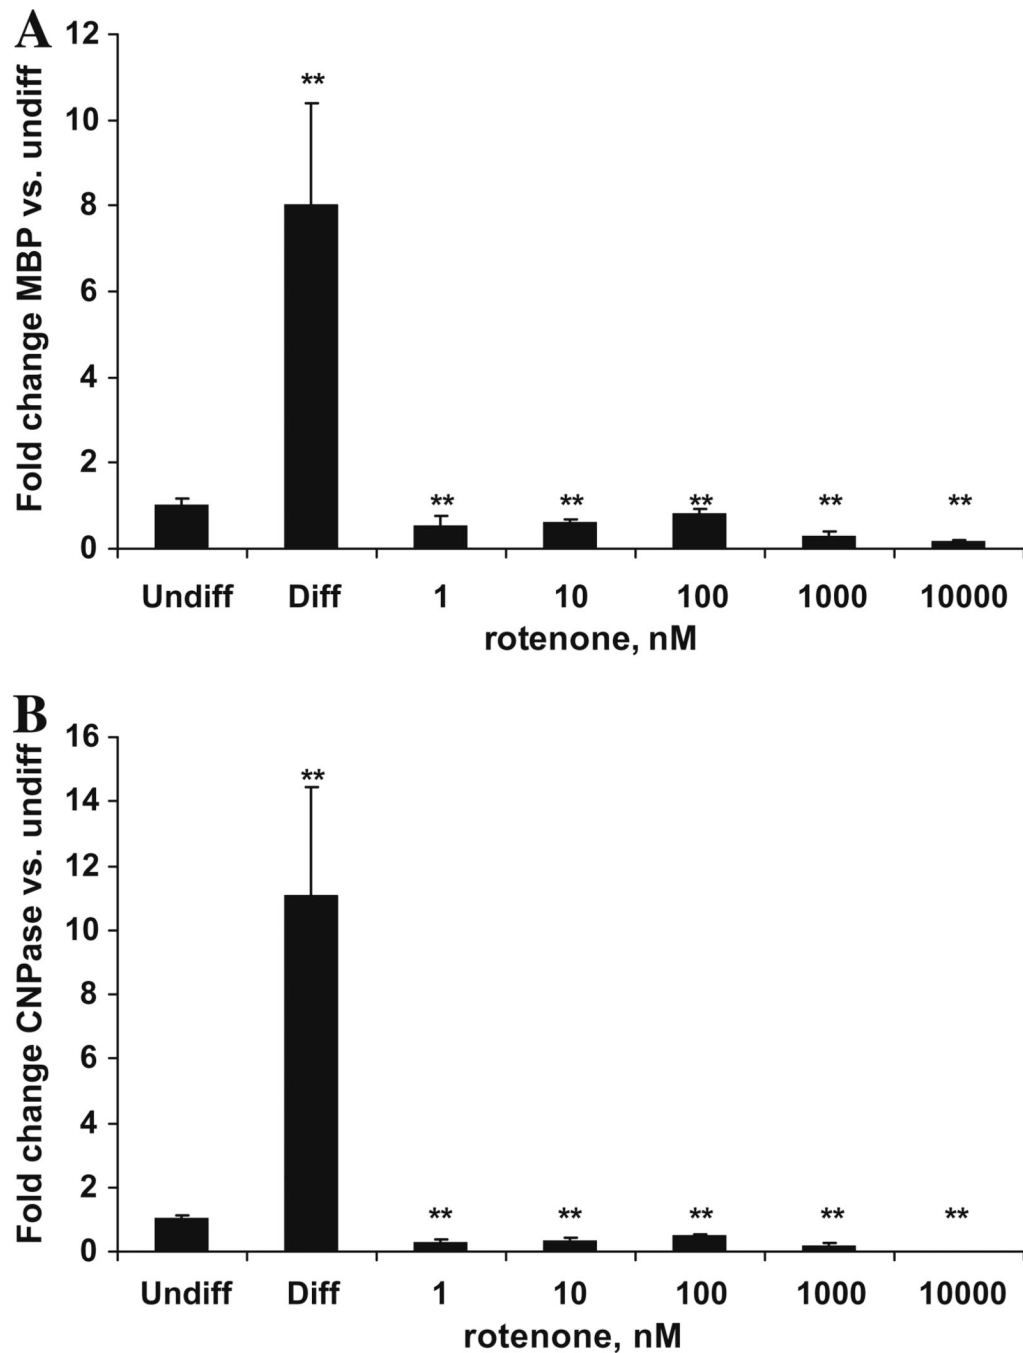 A
Fold change MBP vs. undiff
12
10
8
6
4
2
0
**
** ** ** ** **
Undiff Diff 1 10 100 1000 10000
rotenone, nM
B
Fold change CNPase vs. undiff
16
14
12
10
8
6
4
2
0
**
** ** ** ** **
Undiff Diff 1 10 100 1000 10000
rotenone, nM